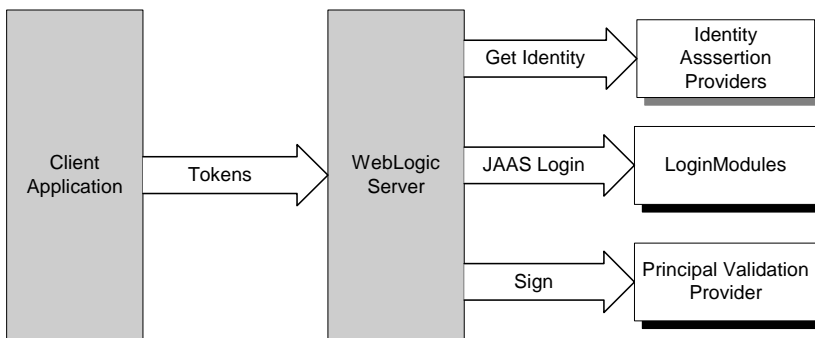 Client
Application
Tokens
WebLogic
Server
Get Identity
Identity
Asssertion
Providers
JAAS Login
LoginModules
Sign
Principal Validation
Provider